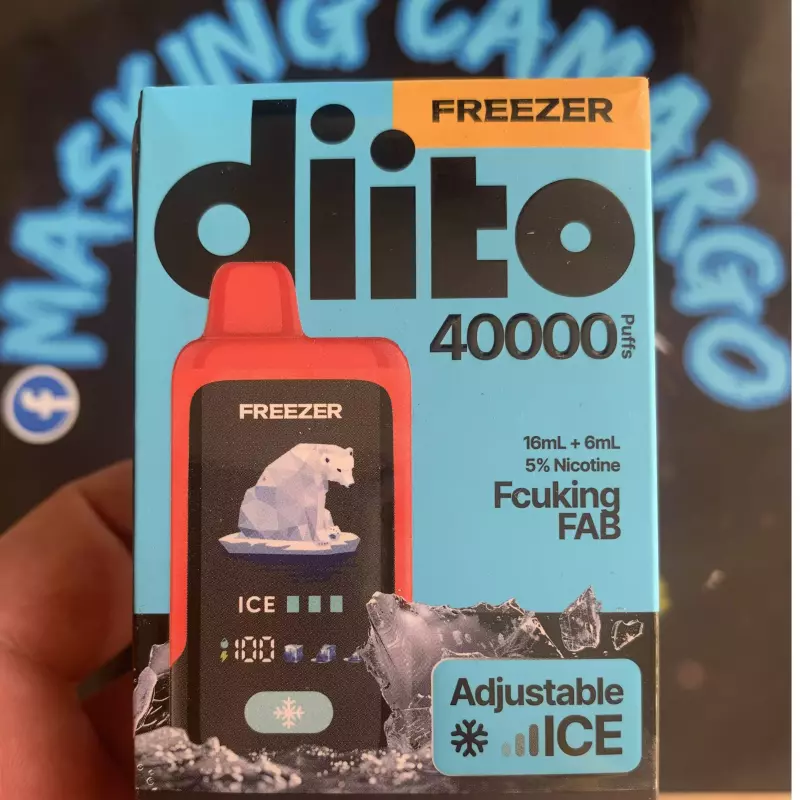 MASKING CAMARGO
FREEZER
diito
40000 Puffs
16mL + 6mL
5% Nicotine
Fcuking
FAB
FREEZER
ICE
100
Adjustable
ICE
f